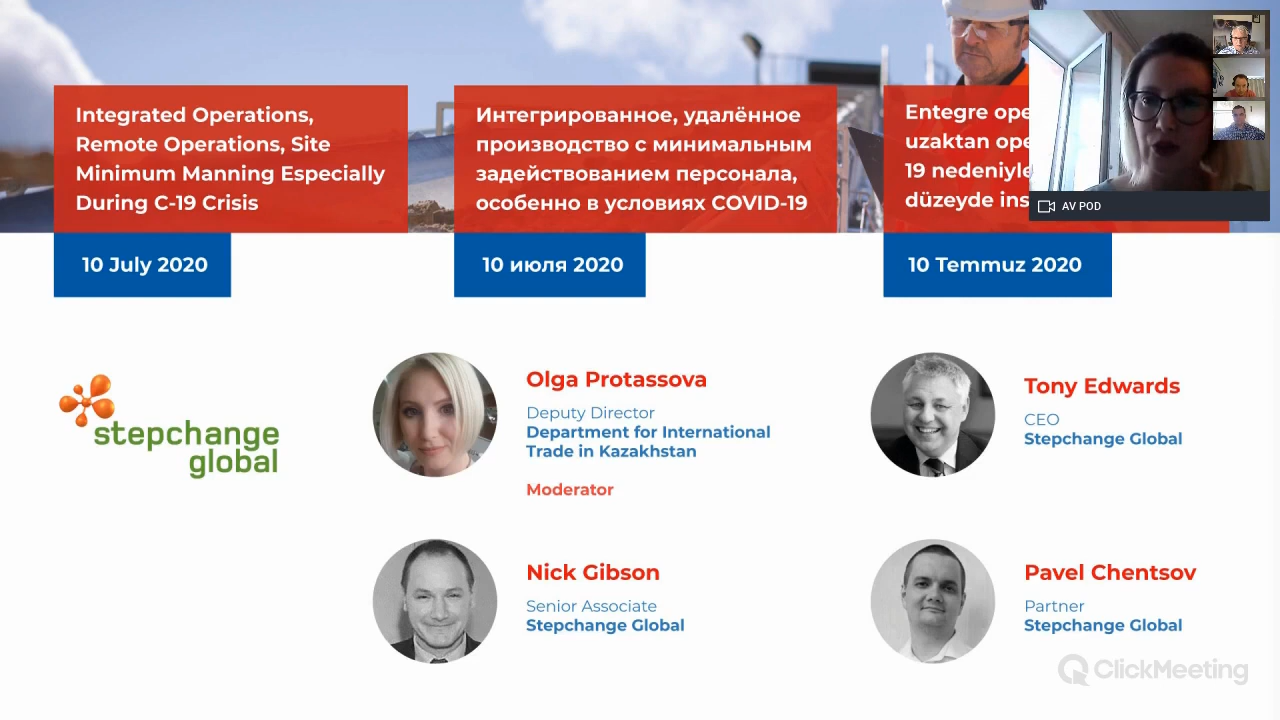 Integrated Operations,
Remote Operations, Site
Minimum Manning Especially
During C-19 Crisis
10 July 2020
Интегрированное, удалённое
производство с минимальным
задействованием персонала,
особенно в условиях COVID-19
10 июля 2020
Entegre
uzaktan
19 nedeniyle
düzeyde
10 Temmuz 2020
AV POD
stepchange
global
Olga Protassova
Deputy Director
Department for International
Trade in Kazakhstan
Moderator
Tony Edwards
CEO
Stepchange Global
Nick Gibson
Senior Associate
Stepchange Global
Pavel Chentsov
Partner
Stepchange Global
ClickMeeting